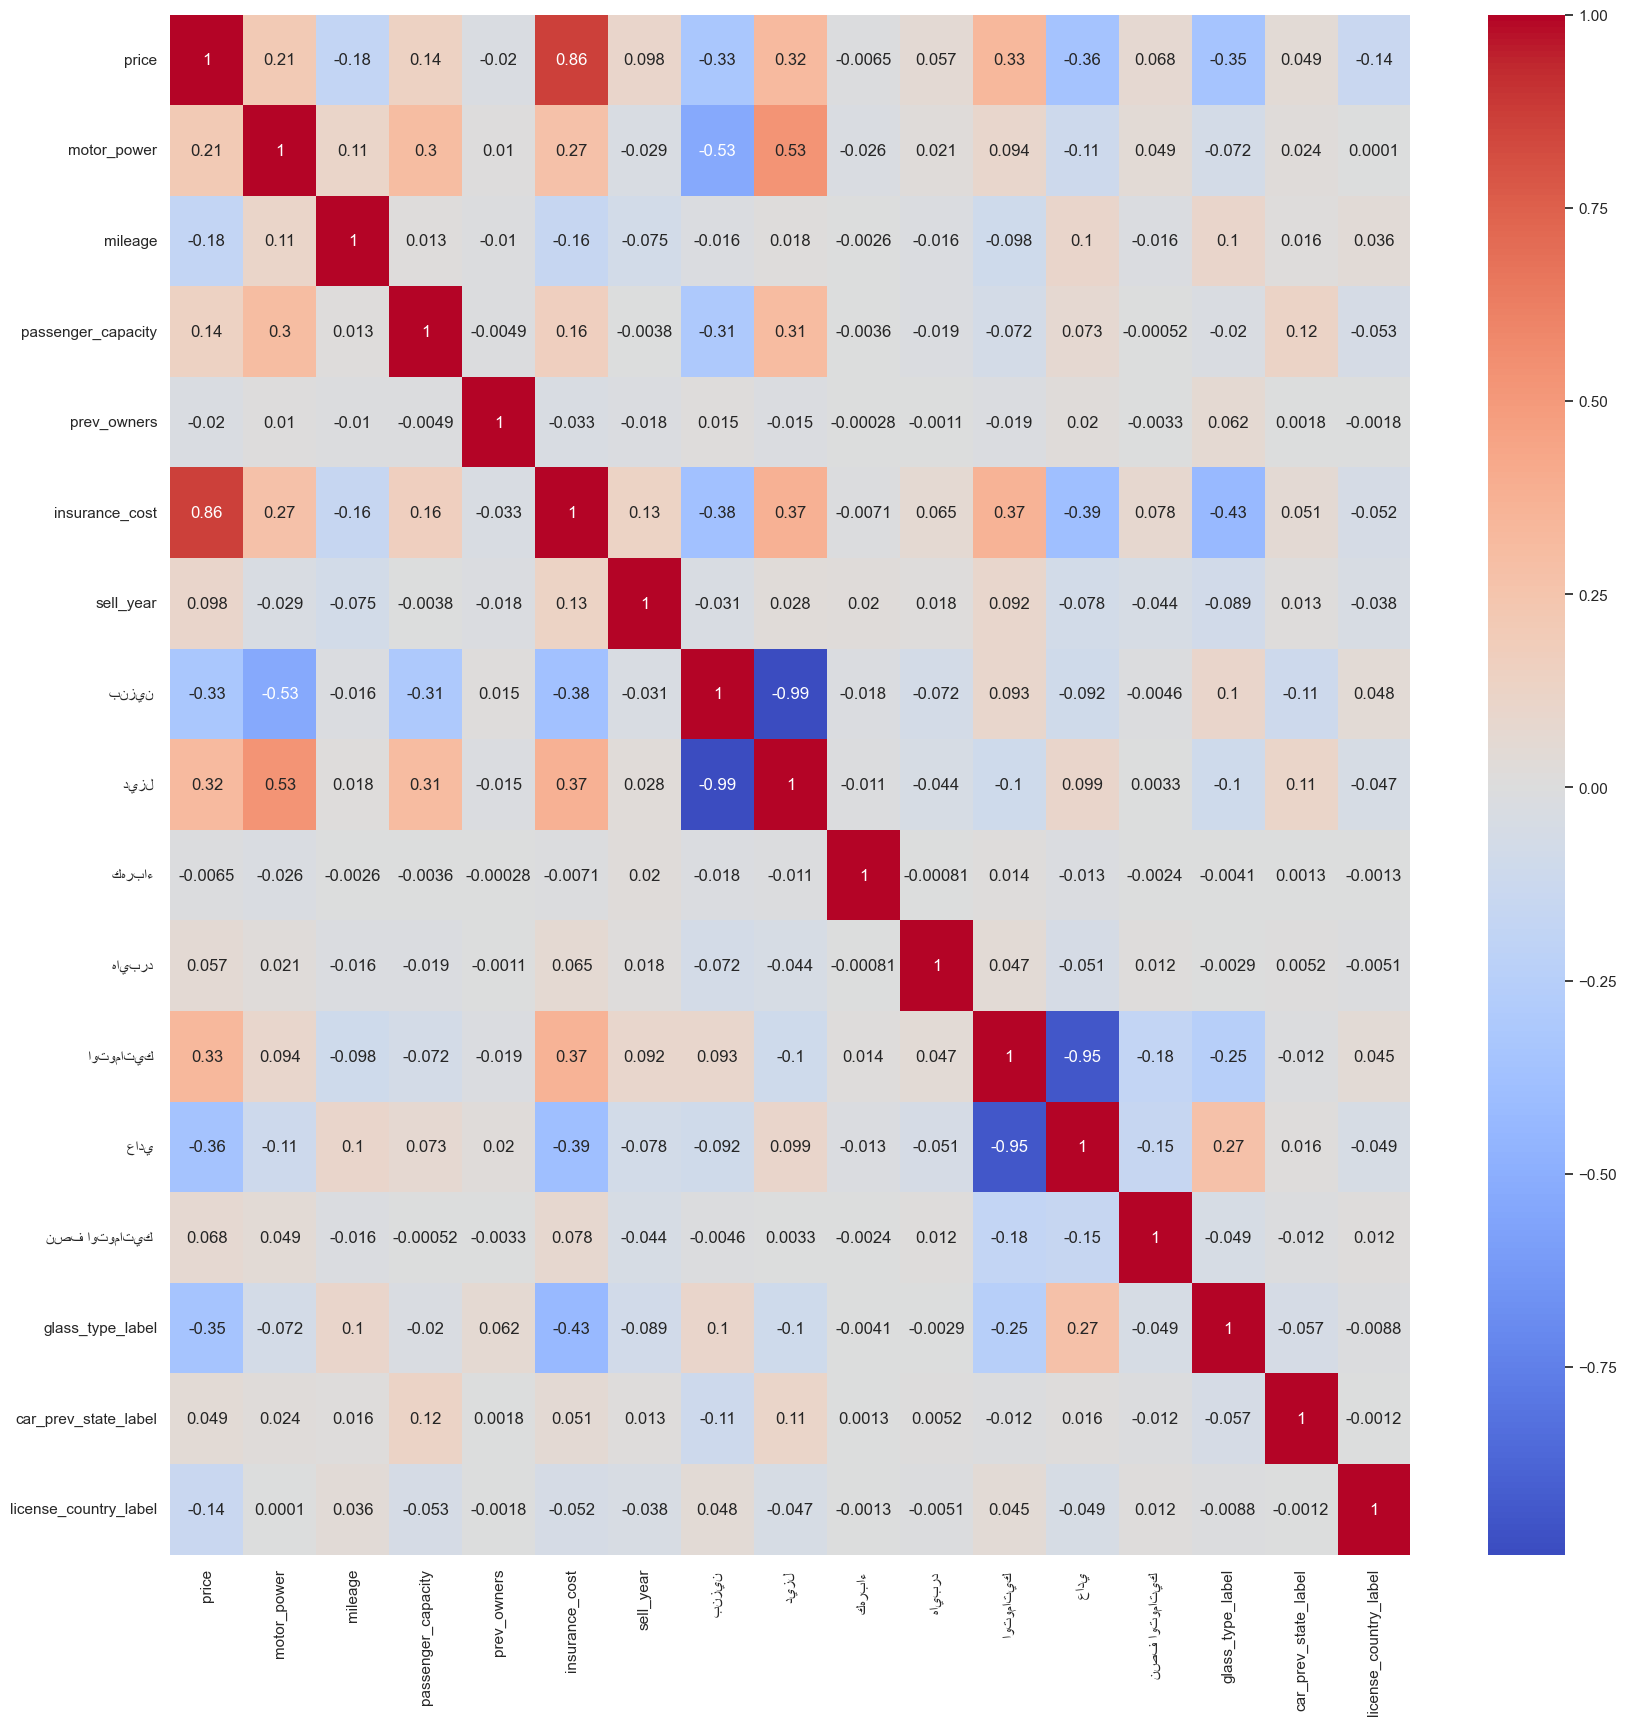 price 1 0.21 -0.18 0.14 -0.02 0.86 0.098 -0.33 0.32 -0.0065 0.057 0.33 -0.36 0.068 -0.35 0.049 -0.14
motor_power 0.21 1 0.11 0.3 0.01 0.27 -0.029 -0.53 0.53 -0.026 0.021 0.094 -0.11 0.049 -0.072 0.024 0.0001
mileage -0.18 0.11 1 0.013 -0.01 -0.16 -0.075 -0.016 0.018 -0.0026 -0.016 -0.098 0.1 -0.016 0.1 0.016 0.036
passenger_capacity 0.14 0.3 0.013 1 -0.0049 0.16 -0.0038 -0.31 0.31 -0.0036 -0.019 -0.072 0.073 -0.00052 -0.02 0.12 -0.053
prev_owners -0.02 0.01 -0.01 -0.0049 1 -0.033 -0.018 0.015 -0.015 -0.00028 -0.0011 -0.019 0.02 -0.0033 0.062 0.0018 -0.0018
insurance_cost 0.86 0.27 -0.16 0.16 -0.033 1 0.13 -0.38 0.37 -0.0071 0.065 0.37 -0.39 0.078 -0.43 0.051 -0.052
sell_year 0.098 -0.029 -0.075 -0.0038 -0.018 0.13 1 -0.031 0.028 0.02 0.018 0.092 -0.078 -0.044 -0.089 0.013 -0.038
بنزين -0.33 -0.53 -0.016 -0.31 0.015 -0.38 -0.031 1 -0.99 -0.018 -0.072 0.093 -0.092 -0.0046 0.1 -0.11 0.048
ديزل 0.32 0.53 0.018 0.31 -0.015 0.37 0.028 -0.99 1 -0.011 -0.044 -0.1 0.099 0.0033 -0.1 0.11 -0.047
كهرباء -0.0065 -0.026 -0.0026 -0.0036 -0.00028 -0.0071 0.02 -0.018 -0.011 1 -0.00081 0.014 -0.013 -0.0024 -0.0041 0.0013 -0.0013
هايبرد 0.057 0.021 -0.016 -0.019 -0.0011 0.065 0.018 -0.072 -0.044 -0.00081 1 0.047 -0.051 0.012 -0.0029 0.0052 -0.0051
اوتوماتيك 0.33 0.094 -0.098 -0.072 -0.019 0.37 0.092 0.093 -0.1 0.014 0.047 1 -0.95 -0.18 -0.25 -0.012 0.045
عادي -0.36 -0.11 0.1 0.073 0.02 -0.39 -0.078 -0.092 0.099 -0.013 -0.051 -0.95 1 -0.15 0.27 0.016 -0.049
نصف اوتوماتيك 0.068 0.049 -0.016 -0.00052 -0.0033 0.078 -0.044 -0.0046 0.0033 -0.0024 0.012 -0.18 -0.15 1 -0.049 -0.012 0.012
glass_type_label -0.35 -0.072 0.1 -0.02 0.062 -0.43 -0.089 0.1 -0.1 -0.0041 -0.0029 -0.25 0.27 -0.049 1 -0.057 -0.0088
car_prev_state_label 0.049 0.024 0.016 0.12 0.0018 0.051 0.013 -0.11 0.11 0.0013 0.0052 -0.012 0.016 -0.012 -0.057 1 -0.0012
license_country_label -0.14 0.0001 0.036 -0.053 -0.0018 -0.052 -0.038 0.048 -0.047 -0.0013 -0.0051 0.045 -0.049 0.012 -0.0088 -0.0012 1
price
motor_power
mileage
passenger_capacity
prev_owners
insurance_cost
sell_year
بنزين
ديزل
كهرباء
هايبرد
اوتوماتيك
عادي
نصف اوتوماتيك
glass_type_label
car_prev_state_label
license_country_label
1.00
0.75
0.50
0.25
0.00
−0.25
−0.50
−0.75